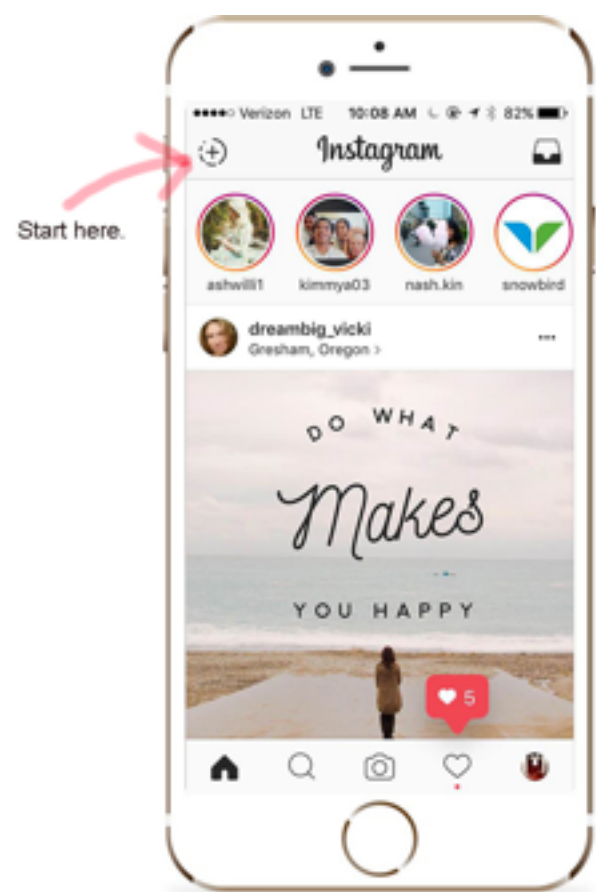 Verizon LTE 10:08 AM 82%
Instagram
Start here.
ashwilli1 kimmya03 nash.kin snowbird
dreambig_vicki
Gresham, Oregon >
DO WHAT
Makes
YOU HAPPY
5